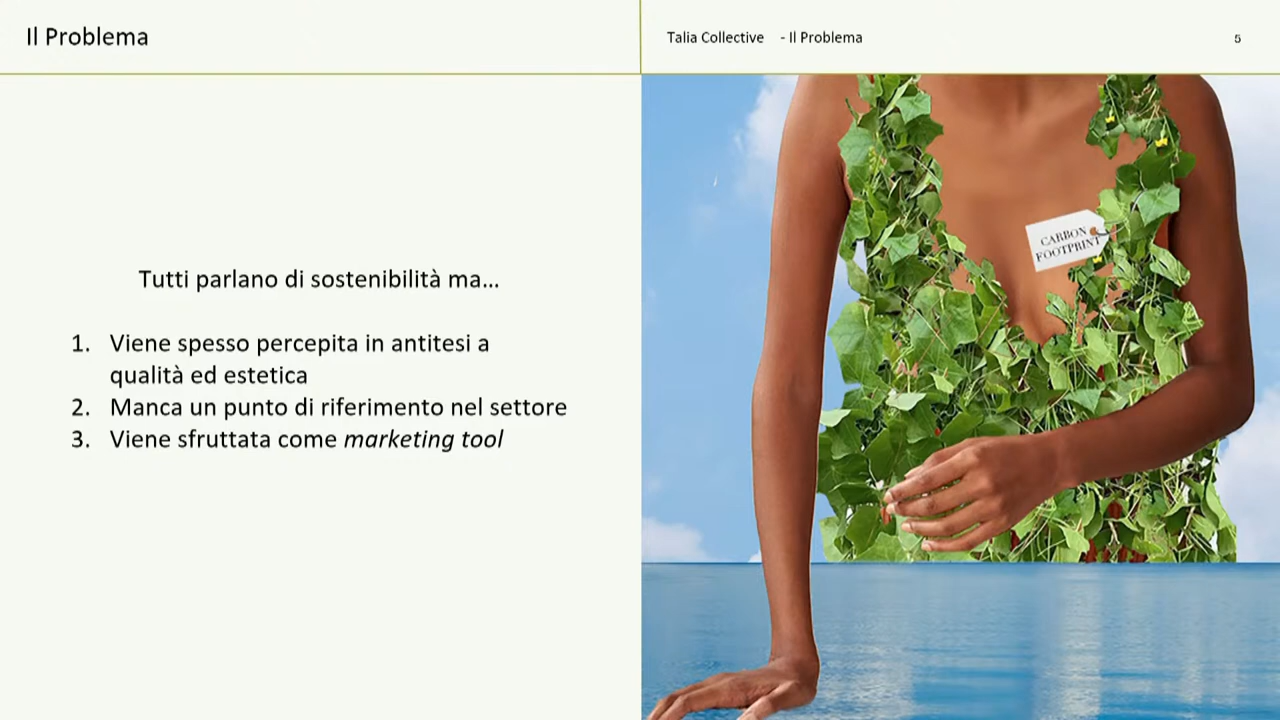 Il Problema
Talia Collective - Il Problema
5
Tutti parlano di sostenibilità ma...
1. Viene spesso percepita in antitesi a
qualità ed estetica
2. Manca un punto di riferimento nel settore
3. Viene sfruttata come marketing tool
CARBON
FOOTPRINT